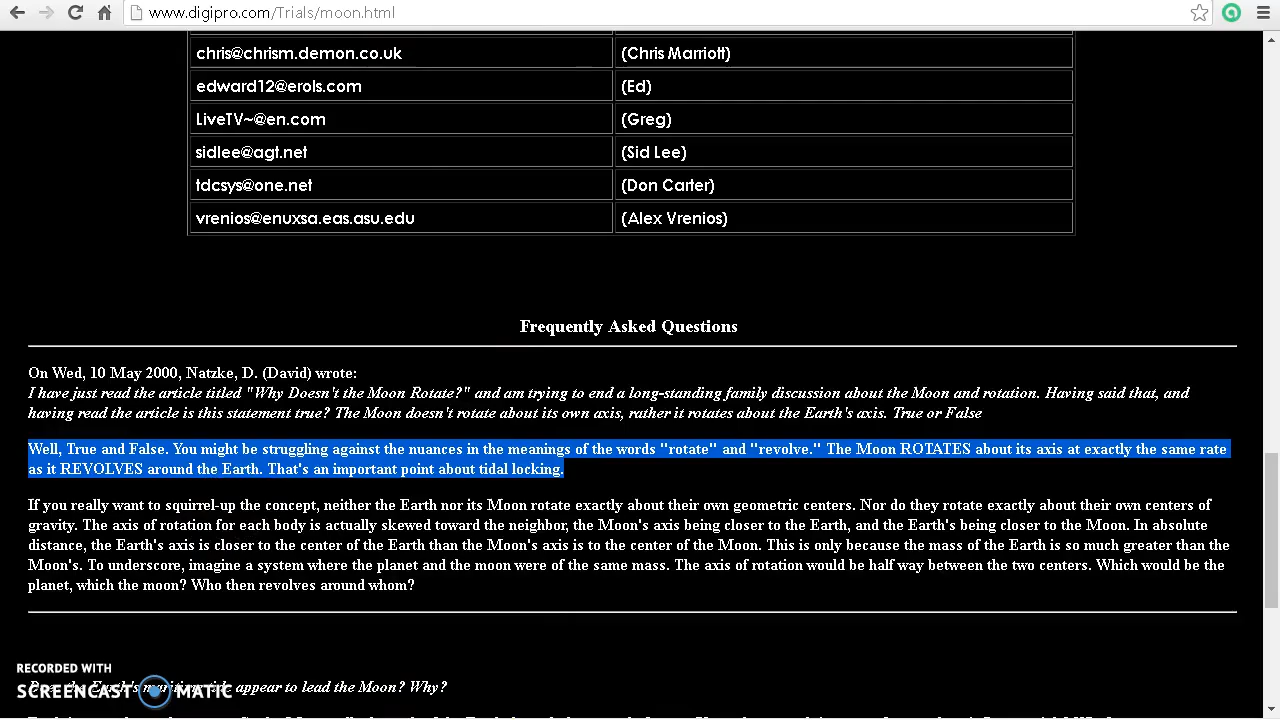 www.digipro.com/Trials/moon.html
chris@chrism.demon.co.uk (Chris Marriott)
edward12@erols.com (Ed)
LiveTV~@en.com (Greg)
sidlee@agt.net (Sid Lee)
tdcsys@one.net (Don Carter)
vrenios@enuxsa.eas.asu.edu (Alex Vrenios)
Frequently Asked Questions
On Wed, 10 May 2000, Natzke, D. (David) wrote:
I have just read the article titled "Why Doesn't the Moon Rotate?" and am trying to end a long-standing family discussion about the Moon and rotation. Having said that, and
having read the article is this statement true? The Moon doesn't rotate about its own axis, rather it rotates about the Earth's axis. True or False
Well, True and False. You might be struggling against the nuances in the meanings of the words "rotate" and "revolve." The Moon ROTATES about its axis at exactly the same rate
as it REVOLVES around the Earth. That's an important point about tidal locking.
If you really want to squirrel-up the concept, neither the Earth nor its Moon rotate exactly about their own geometric centers. Nor do they rotate exactly about their own centers of
gravity. The axis of rotation for each body is actually skewed toward the neighbor, the Moon's axis being closer to the Earth, and the Earth's being closer to the Moon. In absolute
distance, the Earth's axis is closer to the center of the Earth than the Moon's axis is to the center of the Moon. This is only because the mass of the Earth is so much greater than the
Moon's. To underscore, imagine a system where the planet and the moon were of the same mass. The axis of rotation would be half way between the two centers. Which would be the
planet, which the moon? Who then revolves around whom?
RECORDED WITH
SCREENCAST MATIC
the Earth's appear to lead the Moon? Why?